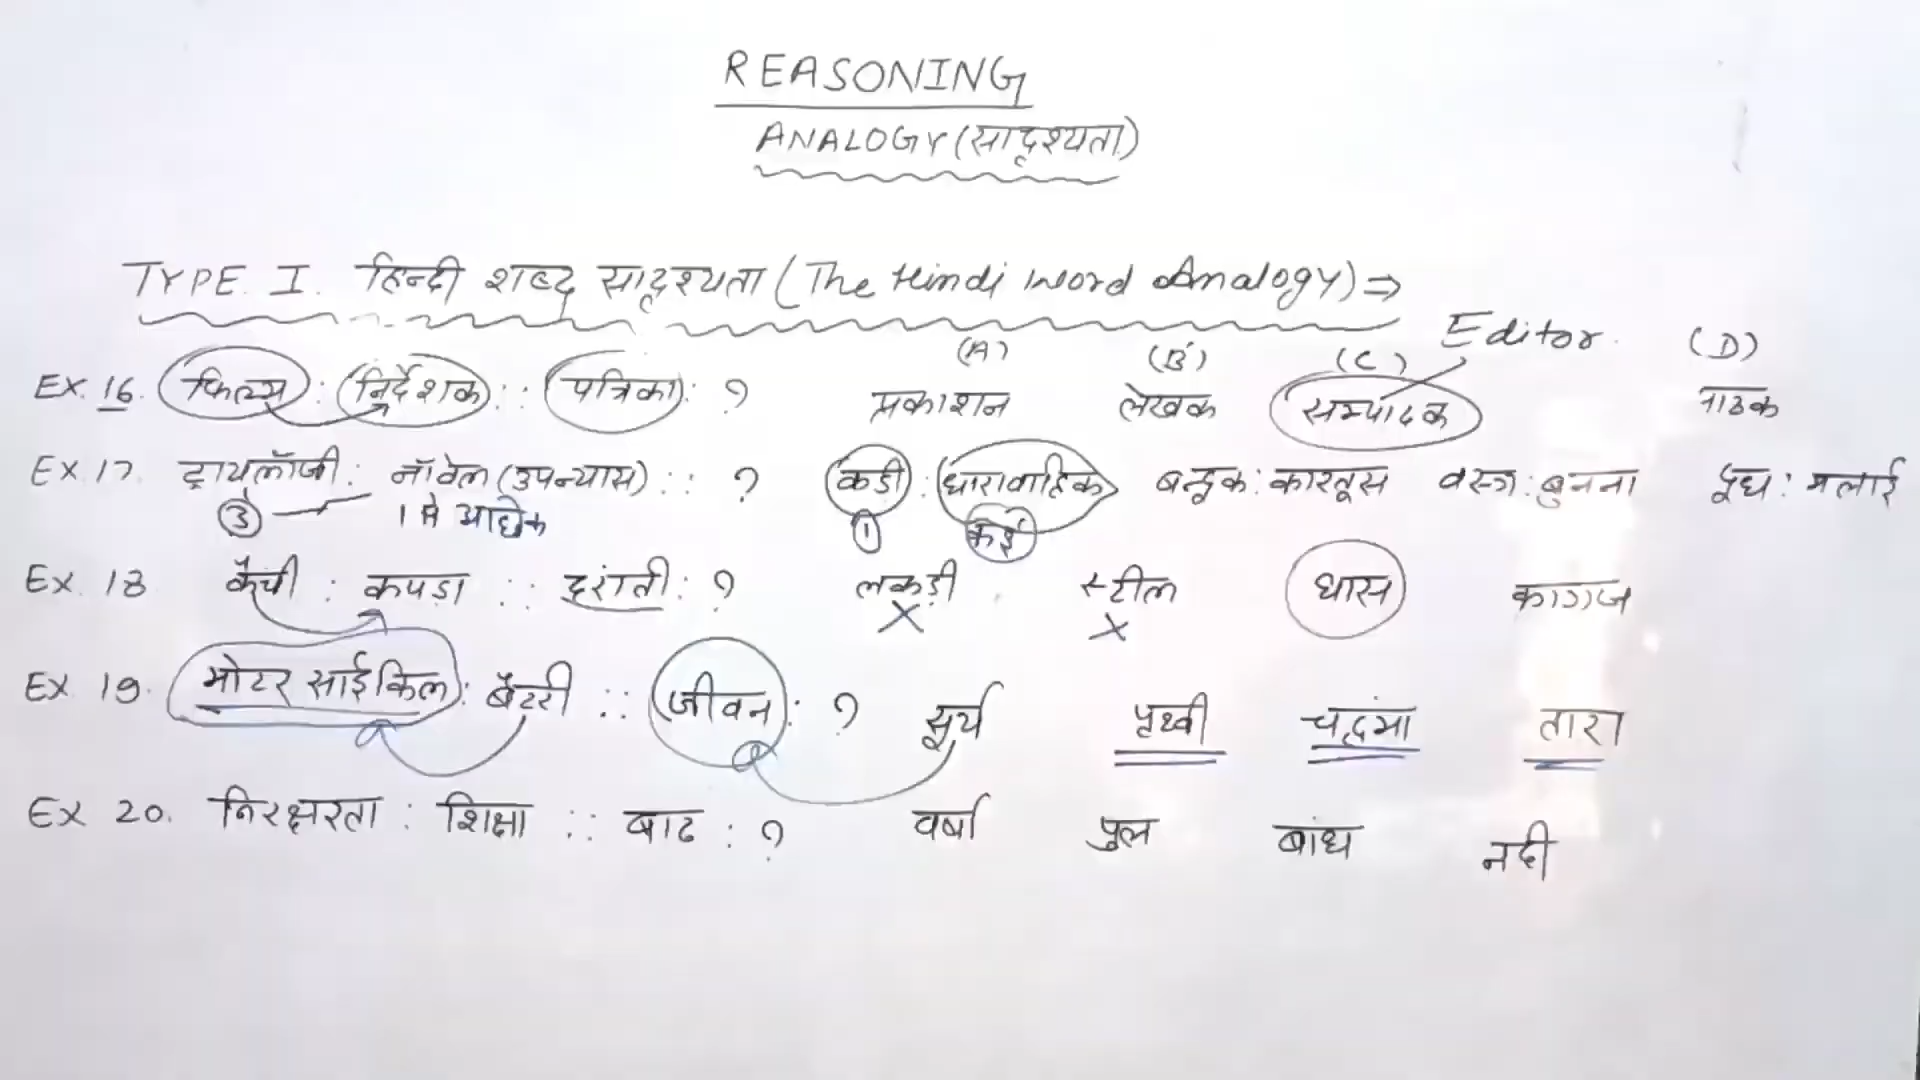 REASONING
ANALOGY (सादृश्यता)
TYPE. I. हिन्दी शब्द सादृश्यता (The Hindi Word Analogy) ⇒
Editor.
(A) (B) (C) (D)
EX. 16. फिल्म : निर्देशक :: पत्रिका : ? प्रकाशन लेखक सम्पादक पाठक
EX. 17. ट्रायलॉजी : नॉवेल (उपन्यास) :: ? कडी : धारावाहिक बन्दूक : कारतूस वस्त्र : बुनना दूध : मलाई
3 1 से अधिक 1 कई
Ex. 18 कैंची : कपड़ा :: दरांती : ? लकड़ी स्टील घास कागज
X X
EX 19. मोटर साईकिल : बैटरी :: जीवन : ? सूर्य पृथ्वी चद्रंमा तारा
Ex 20. निरक्षरता : शिक्षा :: बाढ : ? वर्षा पुल बांध नदी